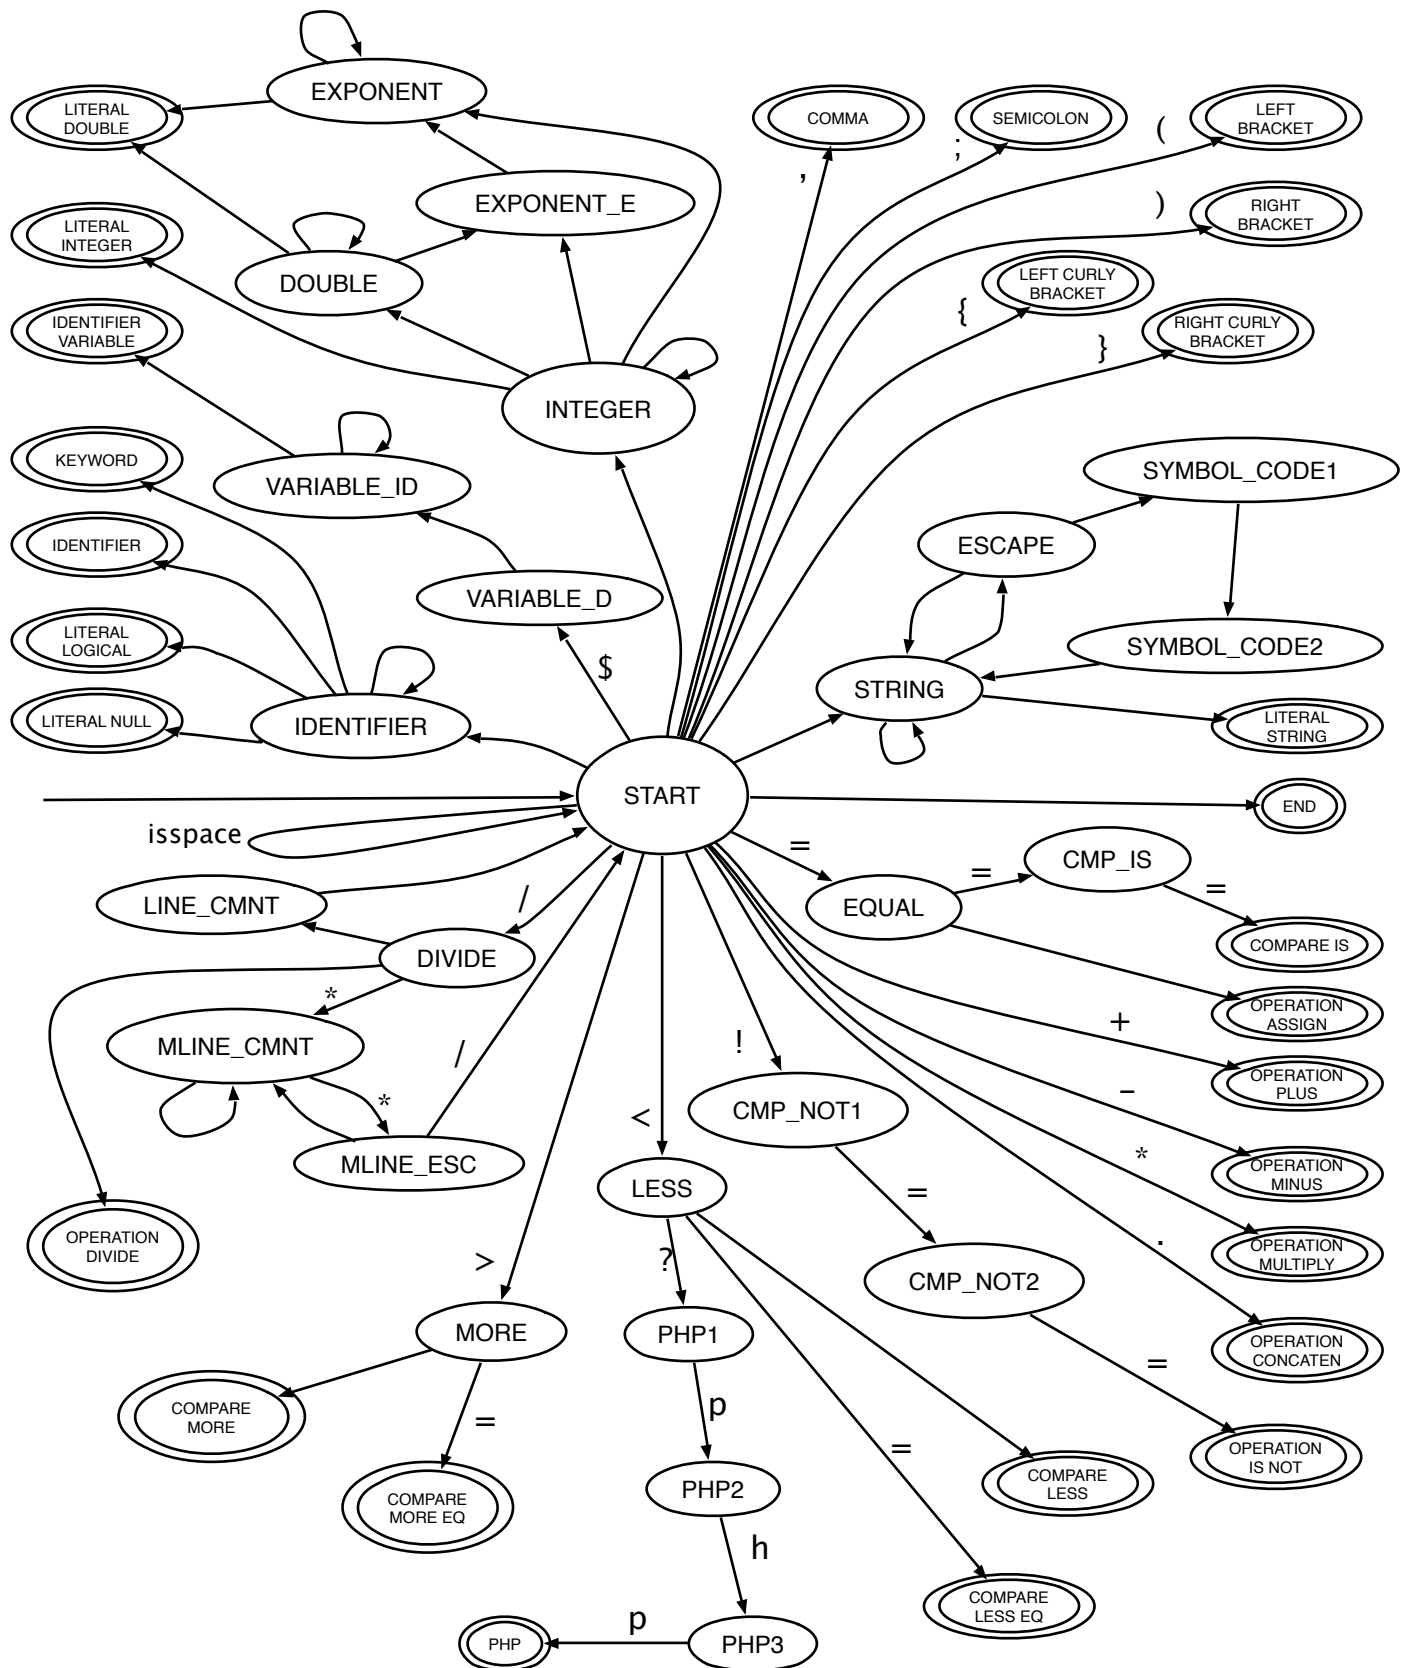 EXPONENT
LITERAL
DOUBLE
COMMA
SEMICOLON
LEFT
BRACKET
,
;
(
EXPONENT_E
)
RIGHT
BRACKET
LITERAL
INTEGER
DOUBLE
LEFT CURLY
BRACKET
{
IDENTIFIER
VARIABLE
RIGHT CURLY
BRACKET
}
INTEGER
KEYWORD
VARIABLE_ID
SYMBOL_CODE1
IDENTIFIER
ESCAPE
VARIABLE_D
LITERAL
LOGICAL
SYMBOL_CODE2
$
STRING
LITERAL NULL
IDENTIFIER
LITERAL
STRING
START
END
isspace
=
CMP_IS
=
=
LINE_CMNT
/
EQUAL
COMPARE IS
DIVIDE
*
OPERATION
ASSIGN
+
MLINE_CMNT
/
!
OPERATION
PLUS
–
*
<
CMP_NOT1
MLINE_ESC
*
OPERATION
MINUS
LESS
=
OPERATION
DIVIDE
>
?
.
OPERATION
MULTIPLY
CMP_NOT2
MORE
PHP1
OPERATION
CONCATEN
=
COMPARE
MORE
=
p
=
OPERATION
IS NOT
COMPARE
MORE EQ
PHP2
COMPARE
LESS
h
COMPARE
LESS EQ
PHP
p
PHP3